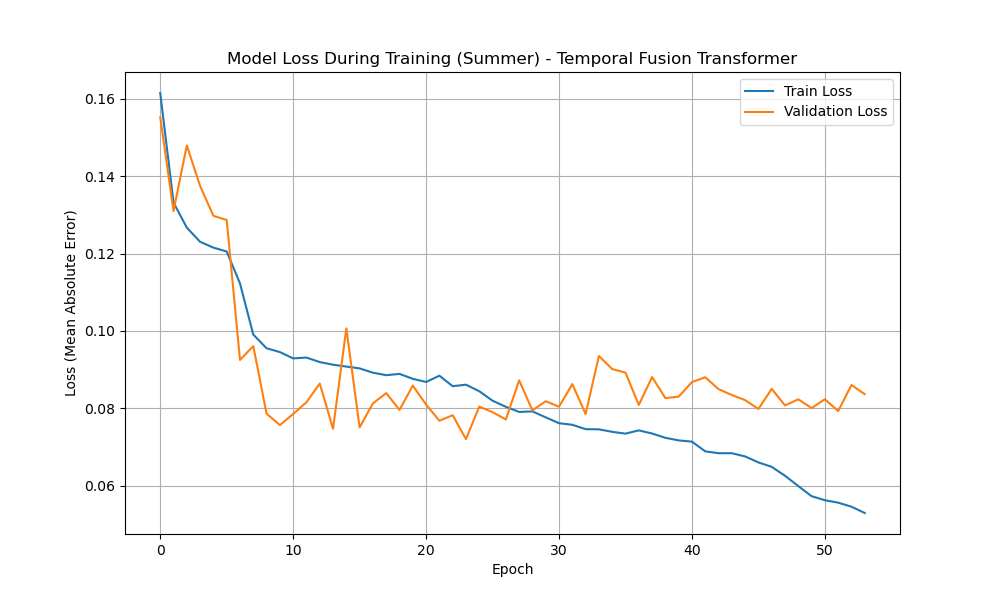 Model Loss During Training (Summer) - Temporal Fusion Transformer
Train Loss
Validation Loss
Loss (Mean Absolute Error)
0.16
0.14
0.12
0.10
0.08
0.06
0 10 20 30 40 50
Epoch